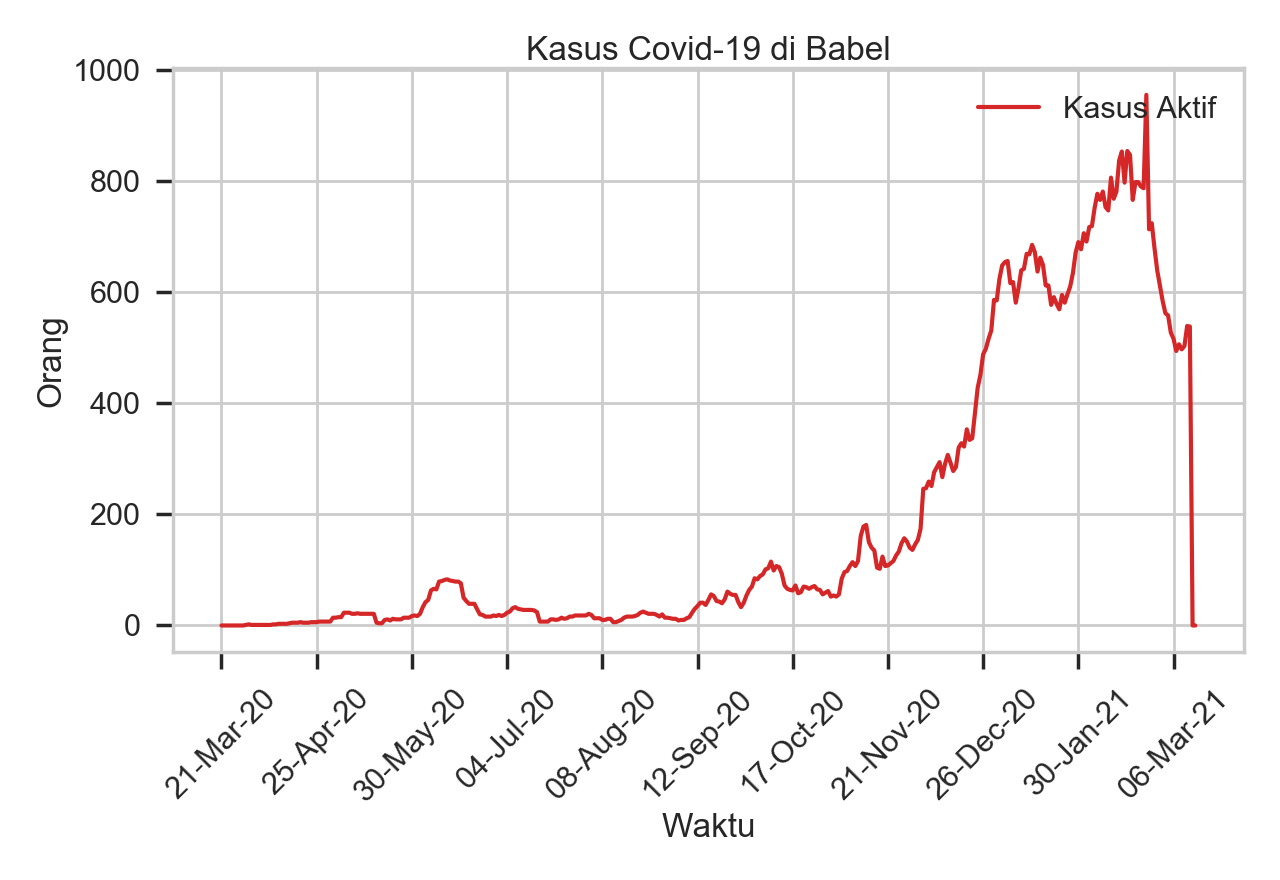 Kasus Covid-19 di Babel
Kasus Aktif
Orang
1000
800
600
400
200
0
21-Mar-20
25-Apr-20
30-May-20
04-Jul-20
08-Aug-20
12-Sep-20
17-Oct-20
21-Nov-20
26-Dec-20
30-Jan-21
06-Mar-21
Waktu